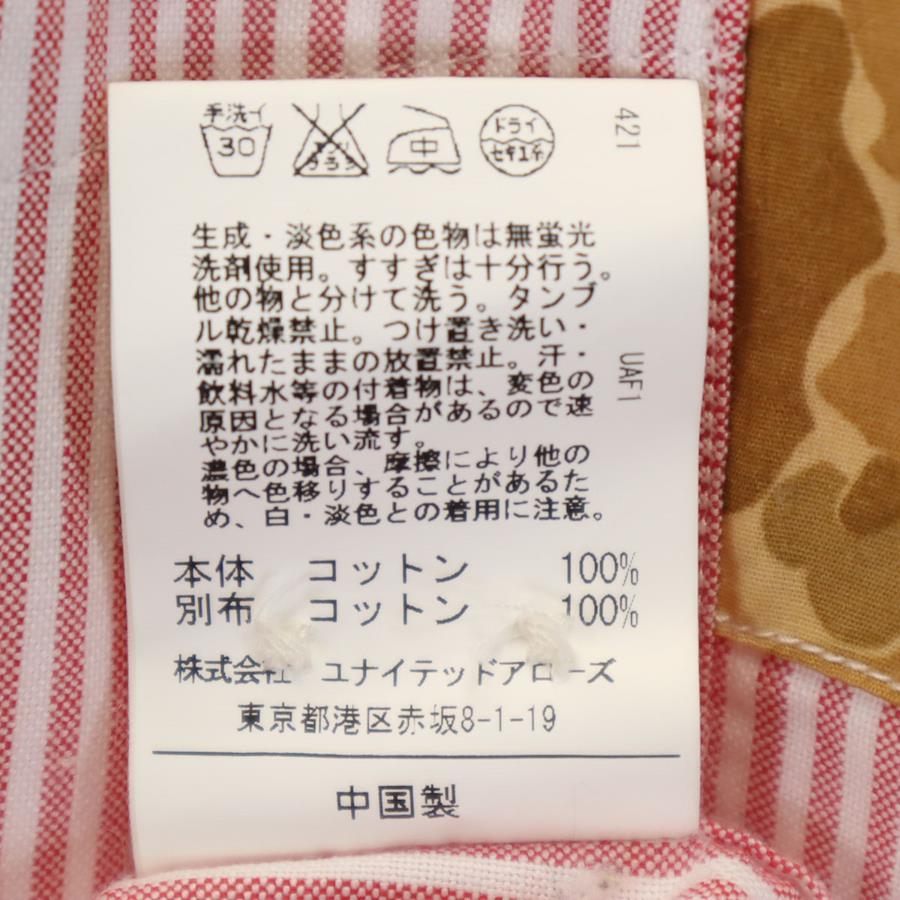 手洗イ
30
エンソ
サラシ
中
ドライ
セキユ系
421
生成・淡色系の色物は無蛍光
洗剤使用。すすぎは十分行う。
他の物と分けて洗う。タンブ
ル乾燥禁止。つけ置き洗い・
濡れたままの放置禁止。汗・
飲料水等の付着物は、変色の
原因となる場合があるので速
やかに洗い流す。
濃色の場合、摩擦により他の
物へ色移りすることがあるた
め、白・淡色との着用に注意。
UAF1
本体 コットン 100%
別布 コットン 100%
株式会社 ユナイテッドアローズ
東京都港区赤坂8-1-19
中国製